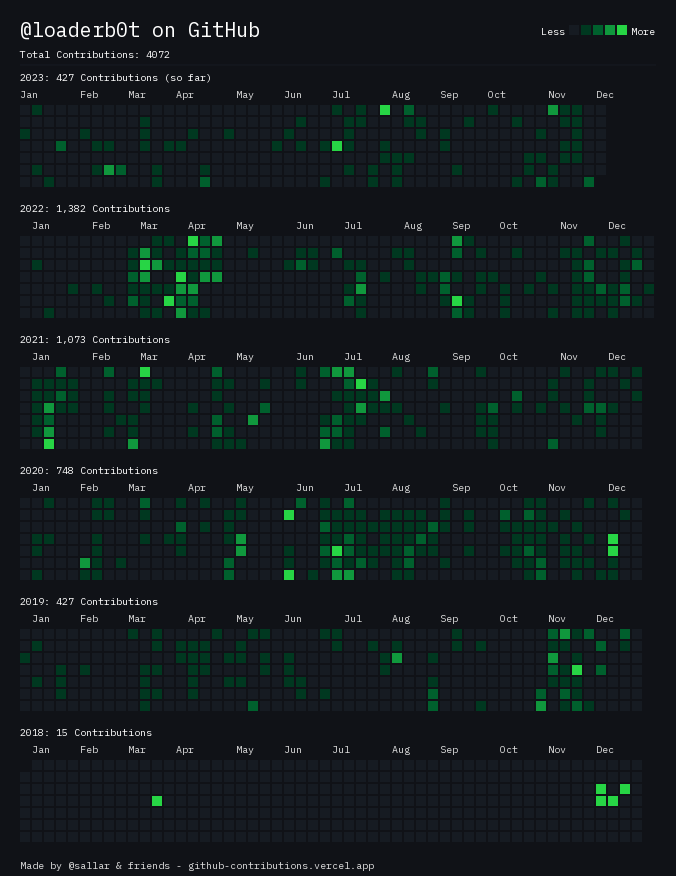 @loaderb0t on GitHub
Less More
Total Contributions: 4072
2023: 427 Contributions (so far)
Jan Feb Mar Apr May Jun Jul Aug Sep Oct Nov Dec
2022: 1,382 Contributions
Jan Feb Mar Apr May Jun Jul Aug Sep Oct Nov Dec
2021: 1,073 Contributions
Jan Feb Mar Apr May Jun Jul Aug Sep Oct Nov Dec
2020: 748 Contributions
Jan Feb Mar Apr May Jun Jul Aug Sep Oct Nov Dec
2019: 427 Contributions
Jan Feb Mar Apr May Jun Jul Aug Sep Oct Nov Dec
2018: 15 Contributions
Jan Feb Mar Apr May Jun Jul Aug Sep Oct Nov Dec
Made by @sallar & friends - github-contributions.vercel.app